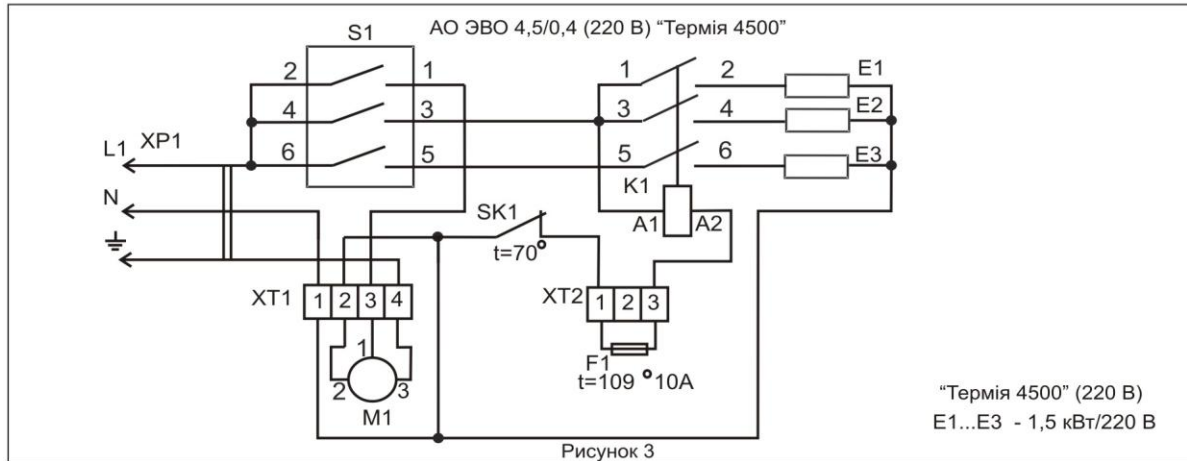 АО ЭВО 4,5/0,4 (220 В) “Термія 4500”
S1
2 1 1 2 E1
4 3 3 4 E2
L1 XP1 6 5 5 6 E3
K1
N SK1 A1 A2
t=70°
XT1 1 2 3 4 XT2 1 2 3
1 F1
2 3 t=109 °10А
M1
“Термія 4500” (220 В)
E1...E3 - 1,5 кВт/220 В
Рисунок 3